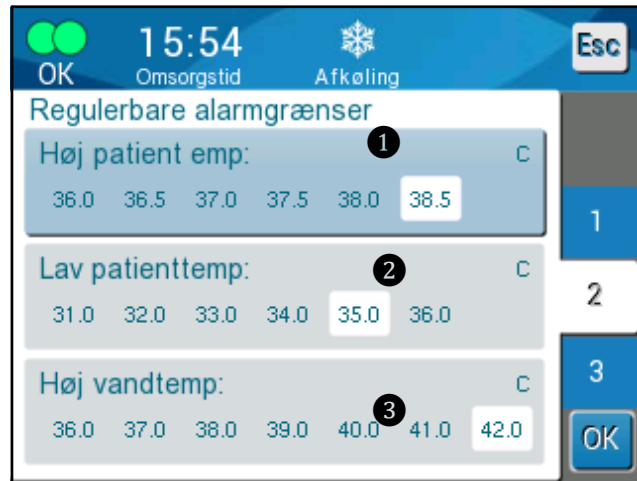 OK
15:54
Omsorgstid
Afkøling
Esc
Regulerbare alarmgrænser
Høj patient emp: ❶ C
36.0 36.5 37.0 37.5 38.0 38.5
Lav patienttemp: ❷ C
31.0 32.0 33.0 34.0 35.0 36.0
Høj vandtemp: ❸ C
36.0 37.0 38.0 39.0 40.0 41.0 42.0
1
2
3
OK